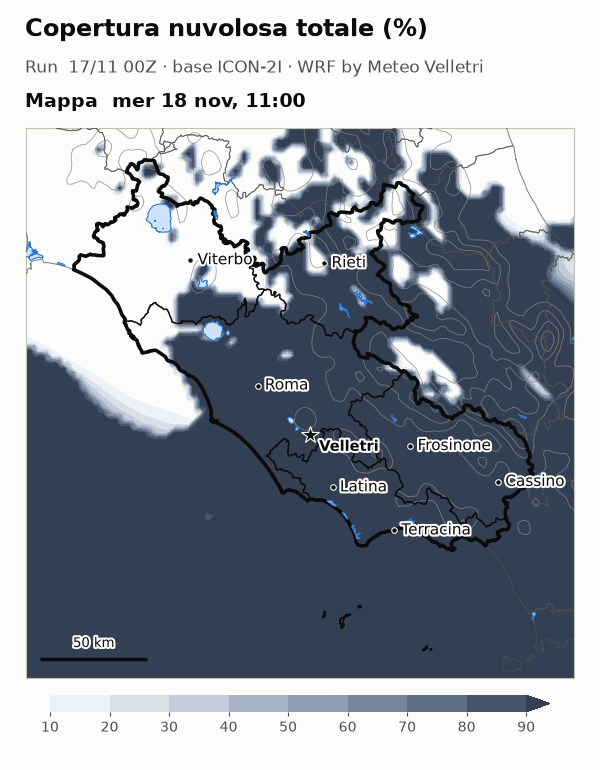 Copertura nuvolosa totale (%)
Run  17/11 00Z · base ICON-2I · WRF by Meteo Velletri
Mappa  mer 18 nov, 11:00
Viterbo
Rieti
Roma
Velletri
Frosinone
Cassino
Latina
Terracina
50 km
10 20 30 40 50 60 70 80 90